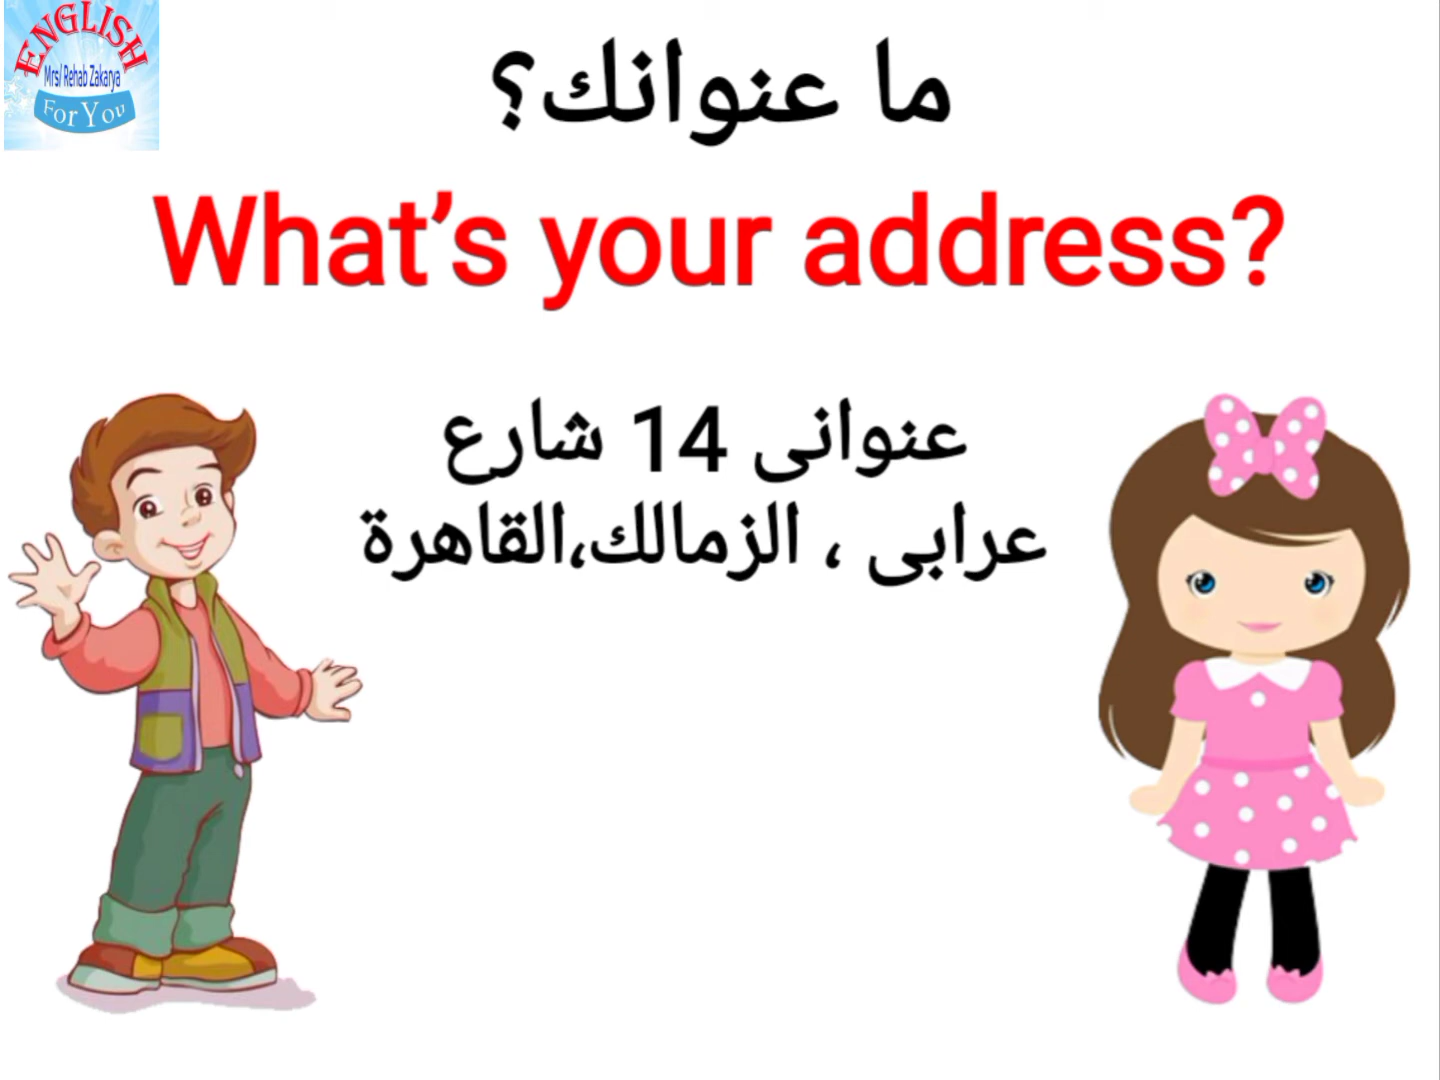 ENGLISH
Mrs/ Rehab Zakarya
For You
ما عنوانك؟
What’s your address?
عنوانى 14 شارع
عرابى ، الزمالك،القاهرة